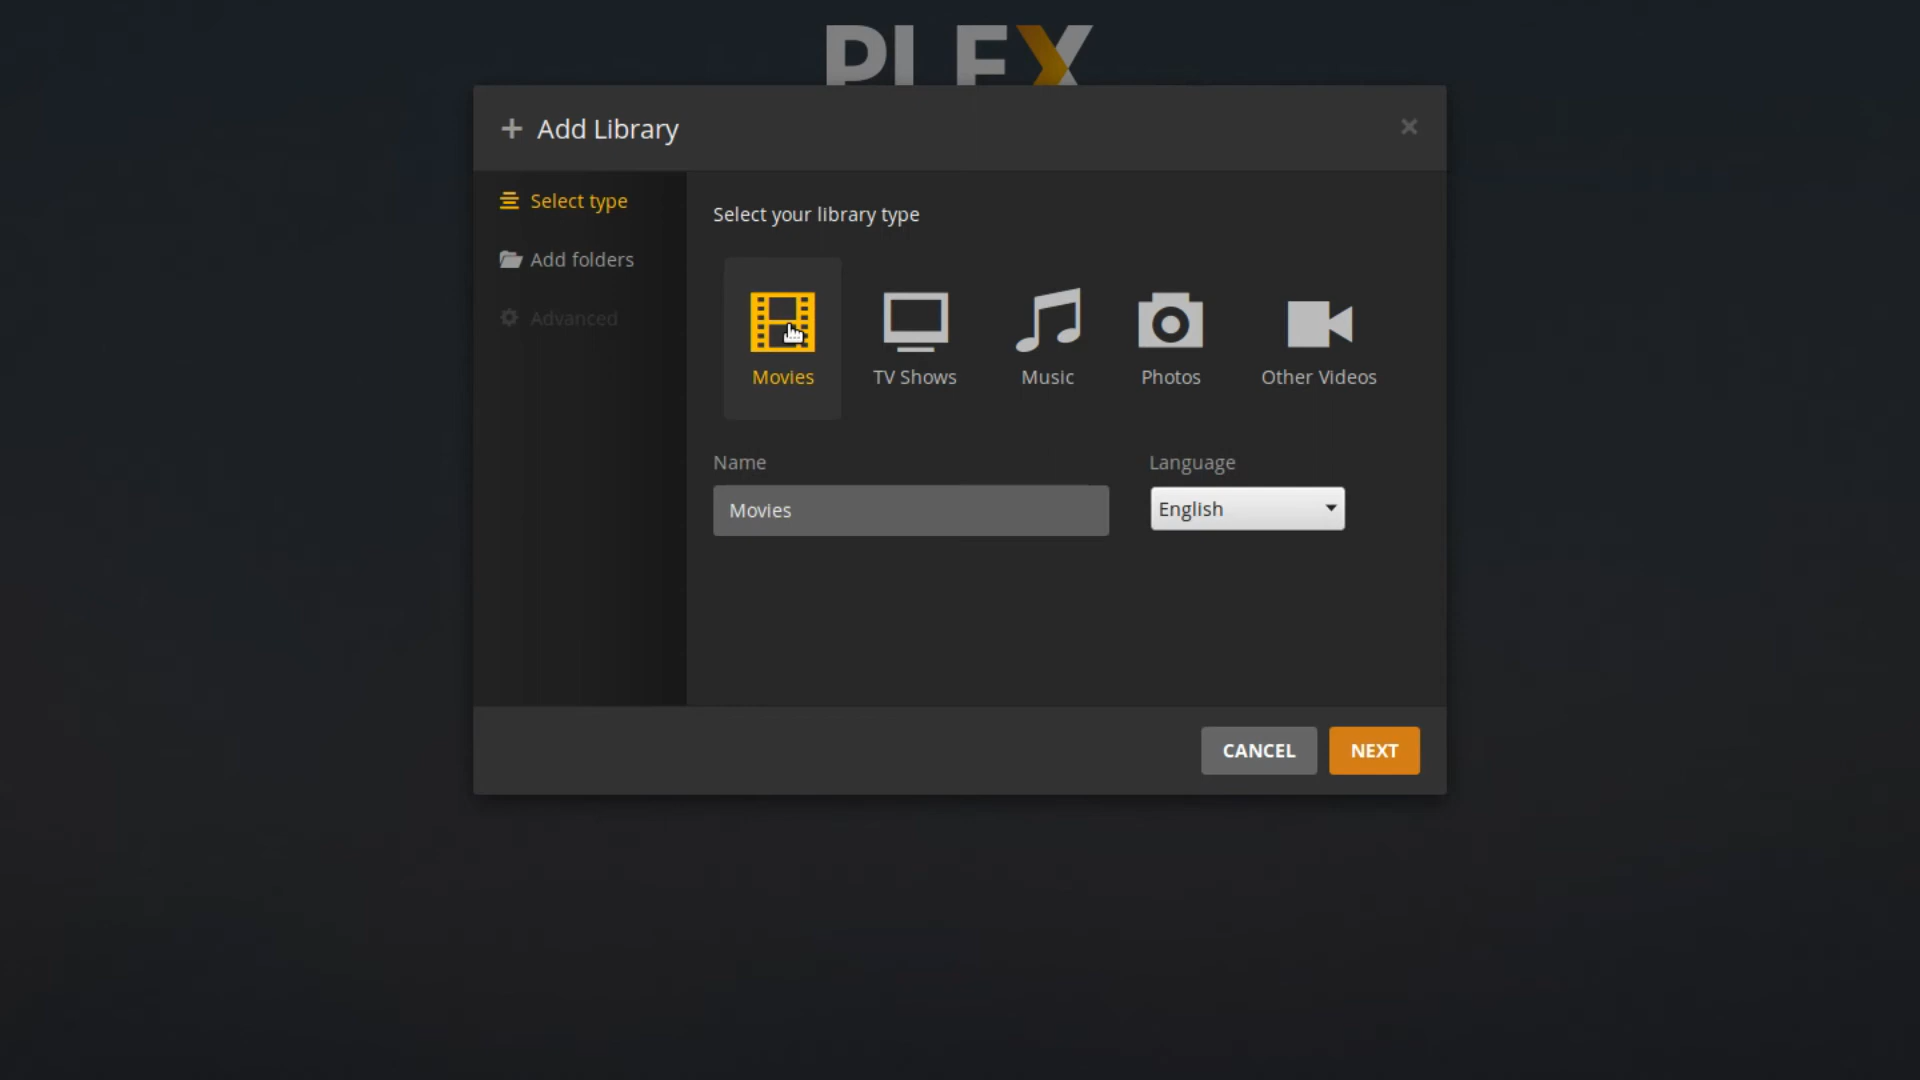 PLEX
Add Library
Select type
Add folders
Advanced
Select your library type
Movies
TV Shows
Music
Photos
Other Videos
Name
Language
Movies
English
CANCEL
NEXT